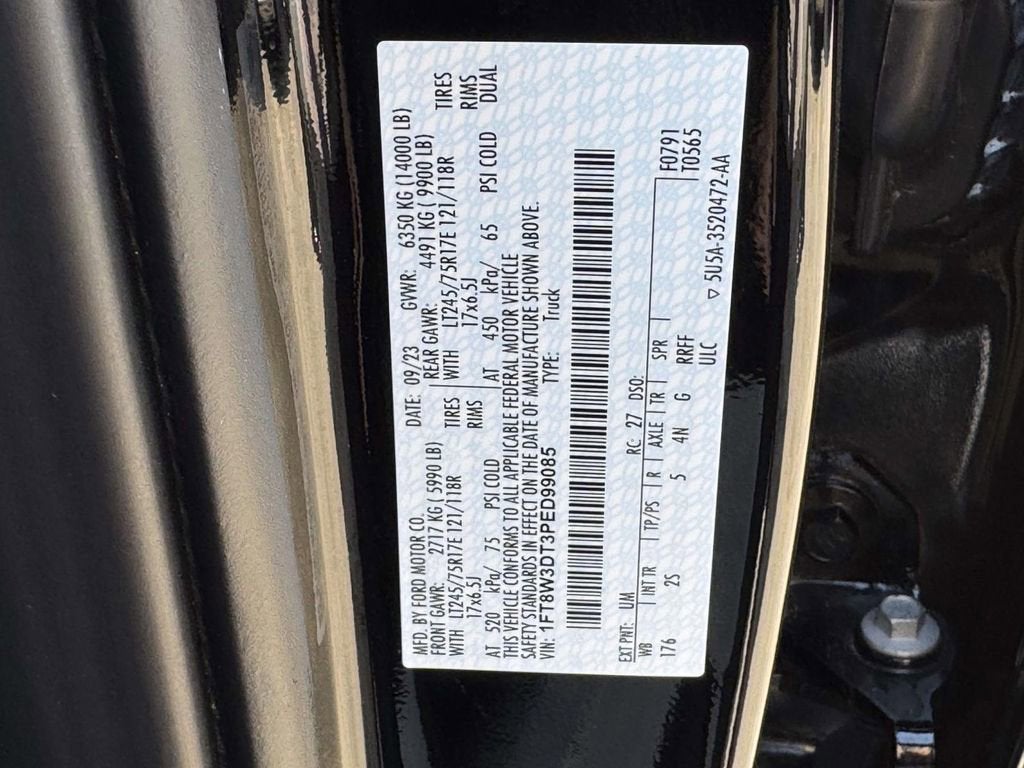 MFD. BY FORD MOTOR CO.
DATE: 09/23 GVWR: 6350 KG (14000 LB)
FRONT GAWR: 2717 KG ( 5990 LB)
REAR GAWR: 4491 KG ( 9900 LB)
WITH LT245/75R17E 121/118R TIRES WITH LT245/75R17E 121/118R TIRES
17x6.5J RIMS 17x6.5J RIMS
AT 520 kPa/ 75 PSI COLD AT 450 kPa/ 65 PSI COLD DUAL
THIS VEHICLE CONFORMS TO ALL APPLICABLE FEDERAL MOTOR VEHICLE
SAFETY STANDARDS IN EFFECT ON THE DATE OF MANUFACTURE SHOWN ABOVE.
VIN: 1FT8W3DT3PED99085 TYPE: Truck
EXT PNT: UM RC: 27 DSO:
WB INT TR TP/PS R AXLE TR SPR F0791
176 2S 5 4N G RRFF T0565
ULC
▽ 5U5A-3520472-AA